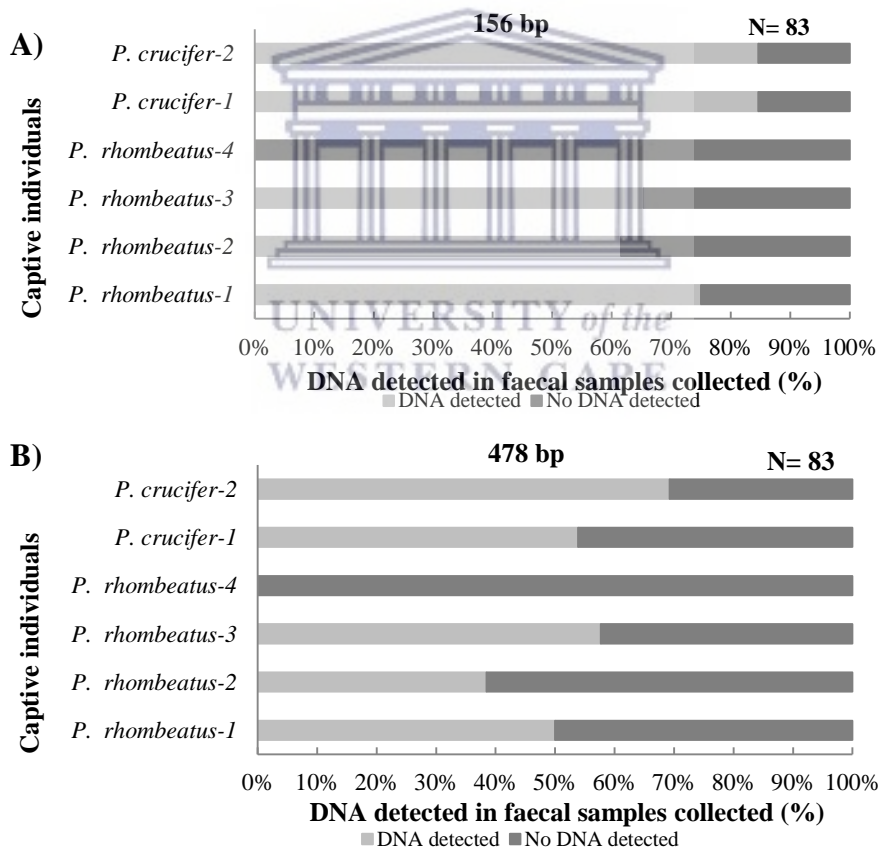 A)
156 bp
N= 83
Captive individuals
P. crucifer-2
P. crucifer-1
P. rhombeatus-4
P. rhombeatus-3
P. rhombeatus-2
P. rhombeatus-1
UNIVERSITY of the
0% 10% 20% 30% 40% 50% 60% 70% 80% 90% 100%
WESTERN CAPE
DNA detected in faecal samples collected (%)
DNA detected No DNA detected
B)
478 bp
N= 83
Captive individuals
P. crucifer-2
P. crucifer-1
P. rhombeatus-4
P. rhombeatus-3
P. rhombeatus-2
P. rhombeatus-1
0% 10% 20% 30% 40% 50% 60% 70% 80% 90% 100%
DNA detected in faecal samples collected (%)
DNA detected No DNA detected